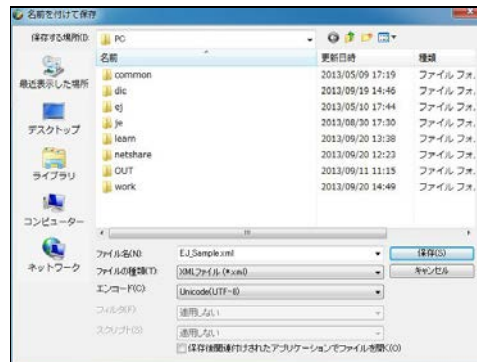 名前を付けて保存
保存する場所(I): PC
名前 更新日時 種類
common 2013/05/09 17:19 ファイル フォ...
dic 2013/09/19 14:46 ファイル フォ...
ej 2013/05/10 17:44 ファイル フォ...
je 2013/08/30 17:30 ファイル フォ...
learn 2013/09/20 13:38 ファイル フォ...
netshare 2013/09/20 12:23 ファイル フォ...
OUT 2013/09/11 11:15 ファイル フォ...
work 2013/09/20 14:49 ファイル フォ...
最近表示した場所
デスクトップ
ライブラリ
コンピューター
ネットワーク
ファイル名(N): EJ_Sample.xml 保存(S)
ファイルの種類(T): XMLファイル (*.xml) キャンセル
エンコード(C) Unicode(UTF-8)
フィルタ(F) 適用しない
スクリプト(S) 適用しない
保存後関連付けされたアプリケーションでファイルを開く(O)